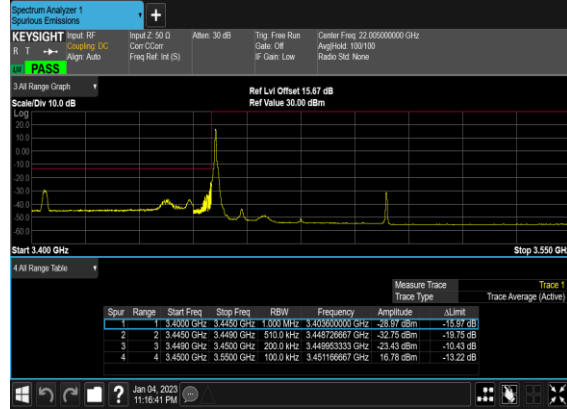 Spectrum Analyzer 1
Spurious Emissions
KEYSIGHT Input: RF Input Z: 50 Ω Atten: 30 dB Trig: Free Run Center Freq: 22.005000000 GHz
R T Coupling: DC Corr CCorr Gate: Off Avg|Hold: 100/100
Align: Auto Freq Ref: Int (S) IF Gain: Low Radio Std: None
PASS
3 All Range Graph
Ref Lvl Offset 15.67 dB
Scale/Div 10.0 dB Ref Value 30.00 dBm
Log
20.0
10.0
0.00
-10.0
-20.0
-30.0
-40.0
-50.0
-60.0
Start 3.400 GHz Stop 3.550 GH
4 All Range Table
Measure Trace Trace 1
Trace Type Trace Average (Active)
Spur Range Start Freq Stop Freq RBW Frequency Amplitude ΔLimit
1 1 3.4000 GHz 3.4450 GHz 1.000 MHz 3.403600000 GHz -28.97 dBm -15.97 dB
2 2 3.4450 GHz 3.4490 GHz 510.0 kHz 3.448726667 GHz -32.75 dBm -19.75 dB
3 3 3.4490 GHz 3.4500 GHz 200.0 kHz 3.449953333 GHz -23.43 dBm -10.43 dB
4 4 3.4500 GHz 3.5500 GHz 100.0 kHz 3.451166667 GHz 16.78 dBm -13.22 dB
Jan 04, 2023
11:16:41 PM